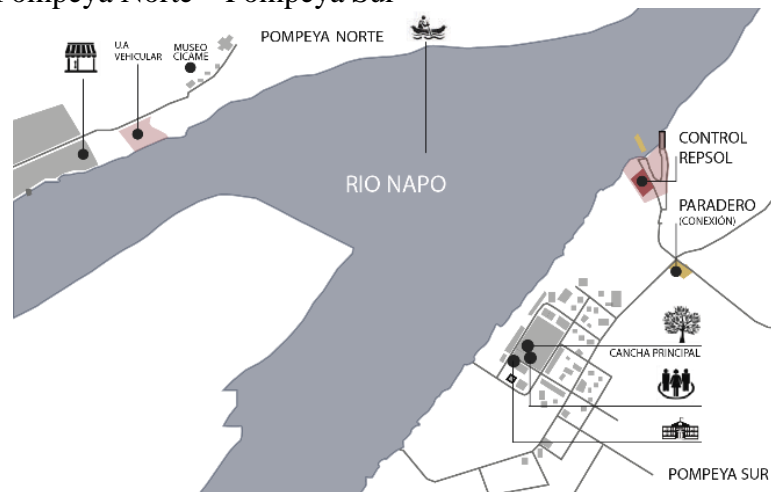 Pompeya Norte – Pompeya Sur
U.A
VEHICULAR
MUSEO
CICAME
POMPEYA NORTE
RIO NAPO
CONTROL
REPSOL
PARADERO
(CONEXIÓN)
CANCHA PRINCIPAL
POMPEYA SUR